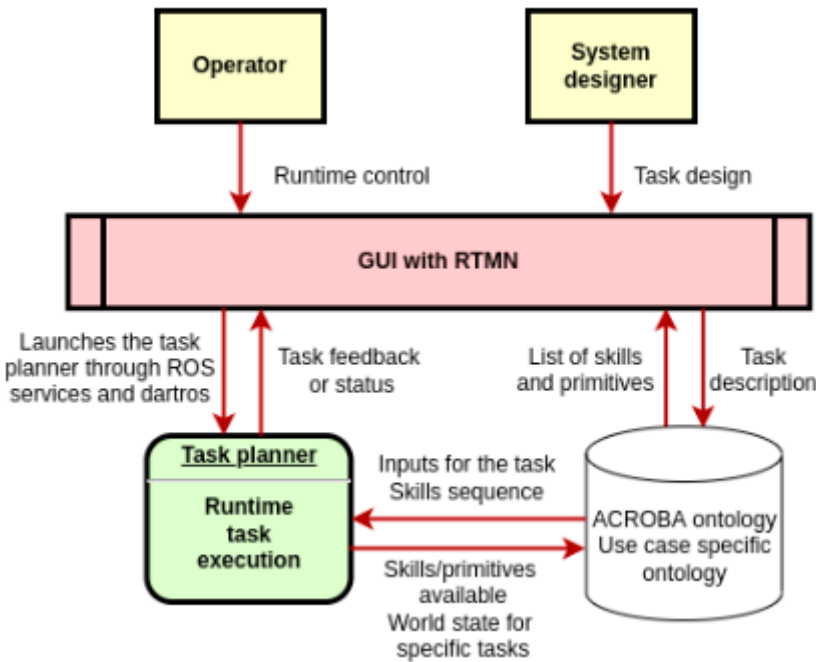 Operator
System
designer
Runtime control
Task design
GUI with RTMN
Launches the task
planner through ROS
services and dartros
Task feedback
or status
List of skills
and primitives
Task
description
Task planner
Runtime
task
execution
Inputs for the task
Skills sequence
ACROBA ontology
Use case specific
ontology
Skills/primitives
available
World state for
specific tasks